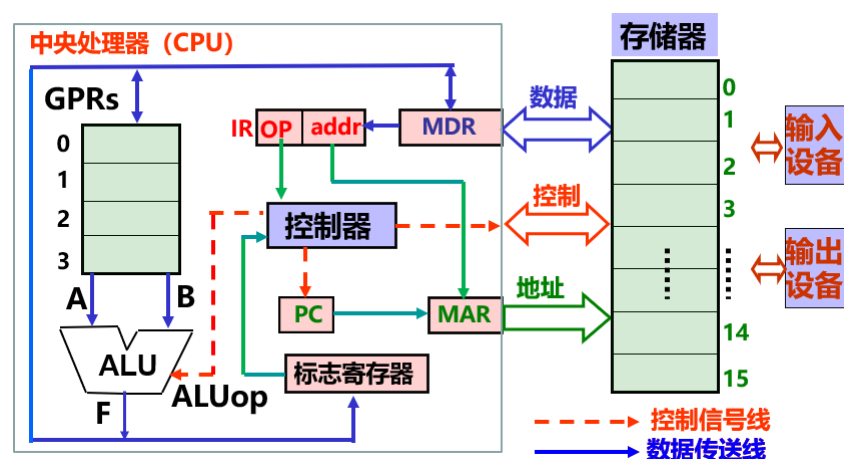 中央处理器（CPU）
存储器
GPRs
0
1
2
3
A
B
ALU
F
ALUop
IR
OP
addr
MDR
控制器
PC
MAR
标志寄存器
数据
控制
地址
0
1
2
3
14
15
输入
设备
输出
设备
控制信号线
数据传送线